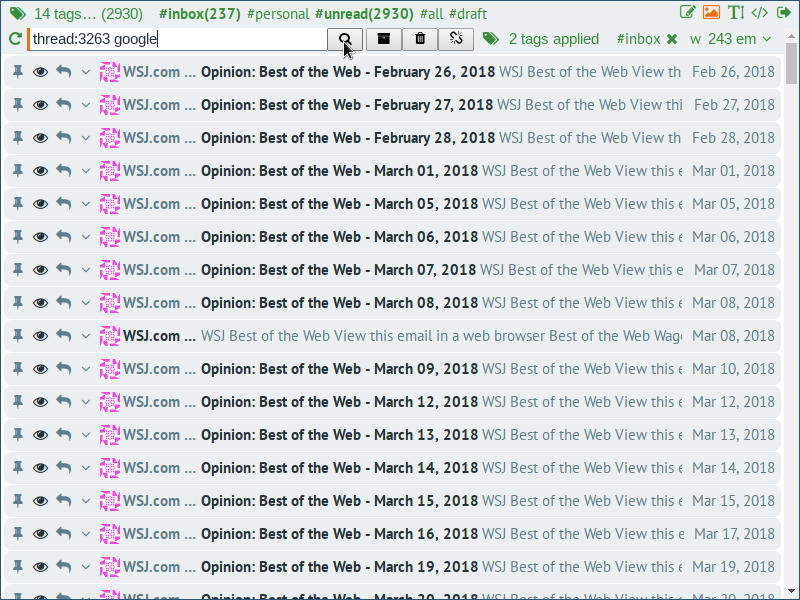 14 tags… (2930) #inbox(237) #personal #unread(2930) #all #draft
thread:3263 google 2 tags applied #inbox w 243 em
WSJ.com … Opinion: Best of the Web - February 26, 2018 WSJ Best of the Web View th Feb 26, 2018
WSJ.com … Opinion: Best of the Web - February 27, 2018 WSJ Best of the Web View thi Feb 27, 2018
WSJ.com … Opinion: Best of the Web - February 28, 2018 WSJ Best of the Web View th Feb 28, 2018
WSJ.com … Opinion: Best of the Web - March 01, 2018 WSJ Best of the Web View this e Mar 01, 2018
WSJ.com … Opinion: Best of the Web - March 05, 2018 WSJ Best of the Web View this e Mar 05, 2018
WSJ.com … Opinion: Best of the Web - March 06, 2018 WSJ Best of the Web View this e Mar 06, 2018
WSJ.com … Opinion: Best of the Web - March 07, 2018 WSJ Best of the Web View this e Mar 07, 2018
WSJ.com … Opinion: Best of the Web - March 08, 2018 WSJ Best of the Web View this e Mar 08, 2018
WSJ.com … WSJ Best of the Web View this email in a web browser Best of the Web Wag Mar 08, 2018
WSJ.com … Opinion: Best of the Web - March 09, 2018 WSJ Best of the Web View this e Mar 10, 2018
WSJ.com … Opinion: Best of the Web - March 12, 2018 WSJ Best of the Web View this e Mar 12, 2018
WSJ.com … Opinion: Best of the Web - March 13, 2018 WSJ Best of the Web View this e Mar 13, 2018
WSJ.com … Opinion: Best of the Web - March 14, 2018 WSJ Best of the Web View this e Mar 14, 2018
WSJ.com … Opinion: Best of the Web - March 15, 2018 WSJ Best of the Web View this e Mar 15, 2018
WSJ.com … Opinion: Best of the Web - March 16, 2018 WSJ Best of the Web View this e Mar 17, 2018
WSJ.com … Opinion: Best of the Web - March 19, 2018 WSJ Best of the Web View this e Mar 19, 2018
WSJ.com … Opinion: Best of the Web - March 20, 2018 WSJ Best of the Web View this e Mar 20, 2018